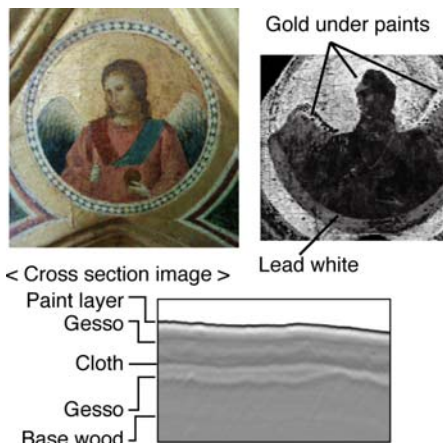 Gold under paints
Lead white
< Cross section image >
Paint layer
Gesso
Cloth
Gesso
Base wood